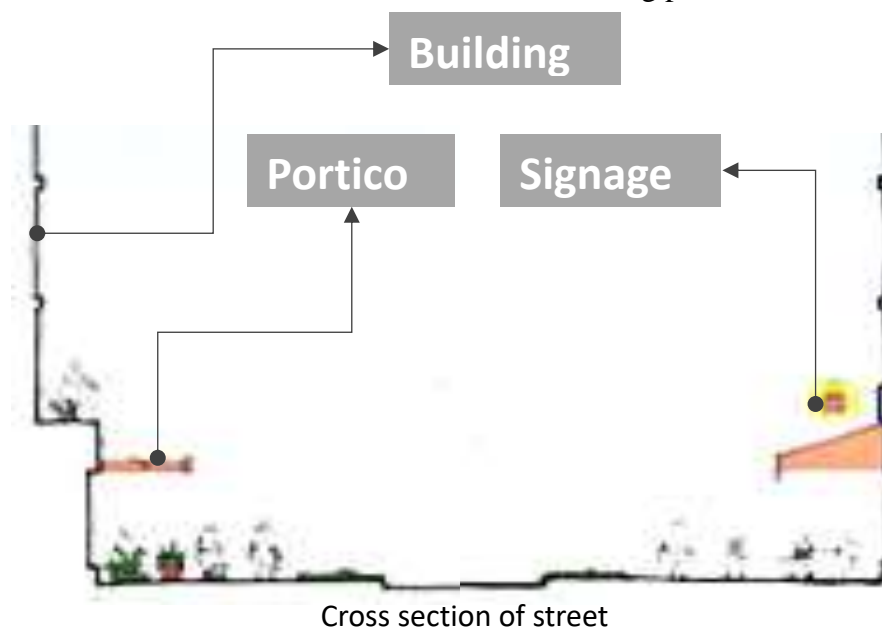 Building
Portico
Signage
Cross section of street